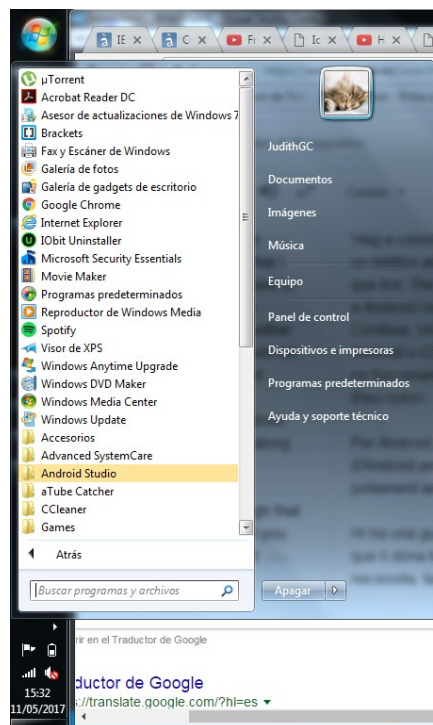 IE
C
Fr
Ic
H
C
µTorrent
Acrobat Reader DC
Asesor de actualizaciones de Windows 7
Brackets
Fax y Escáner de Windows
Galería de fotos
Galería de gadgets de escritorio
Google Chrome
Internet Explorer
IObit Uninstaller
Microsoft Security Essentials
Movie Maker
Programas predeterminados
Reproductor de Windows Media
Spotify
Visor de XPS
Windows Anytime Upgrade
Windows DVD Maker
Windows Media Center
Windows Update
Accesorios
Advanced SystemCare
Android Studio
aTube Catcher
CCleaner
Games
Atrás
Buscar programas y archivos
JudithGC
Documentos
Imágenes
Música
Equipo
Panel de control
Dispositivos e impresoras
Programas predeterminados
Ayuda y soporte técnico
Apagar
rir en el Traductor de Google
ductor de Google
s://translate.google.com/?hl=es
15:32
11/05/2017